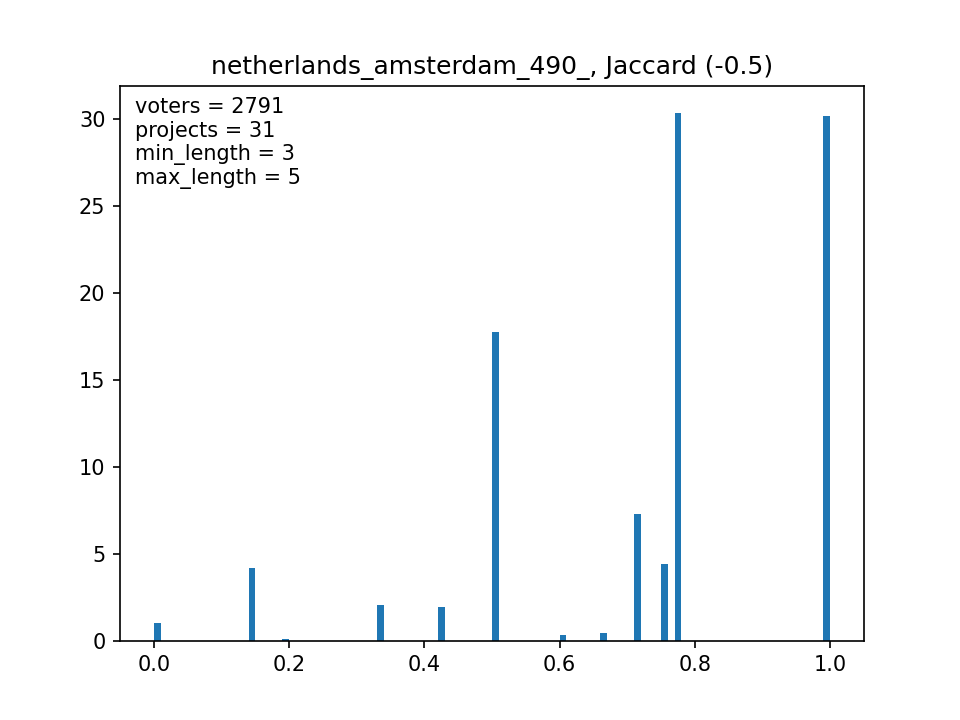 netherlands_amsterdam_490_, Jaccard (-0.5)
voters = 2791
projects = 31
min_length = 3
max_length = 5
30
25
20
15
10
5
0
0.0 0.2 0.4 0.6 0.8 1.0